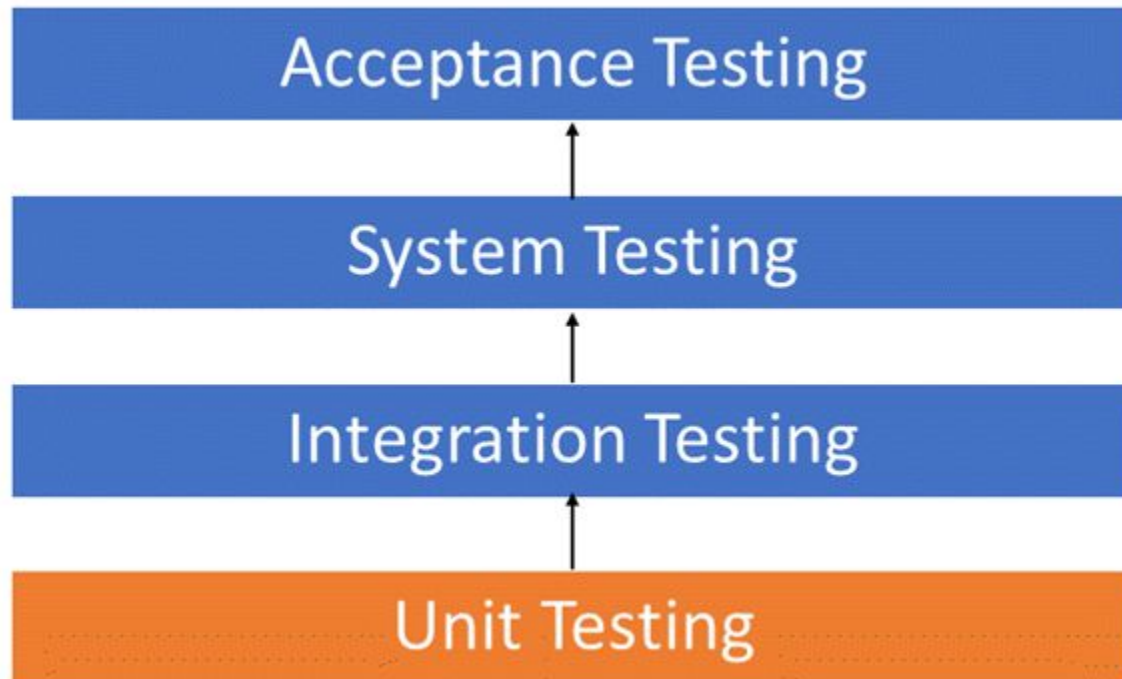 Acceptance Testing
System Testing
Integration Testing
Unit Testing